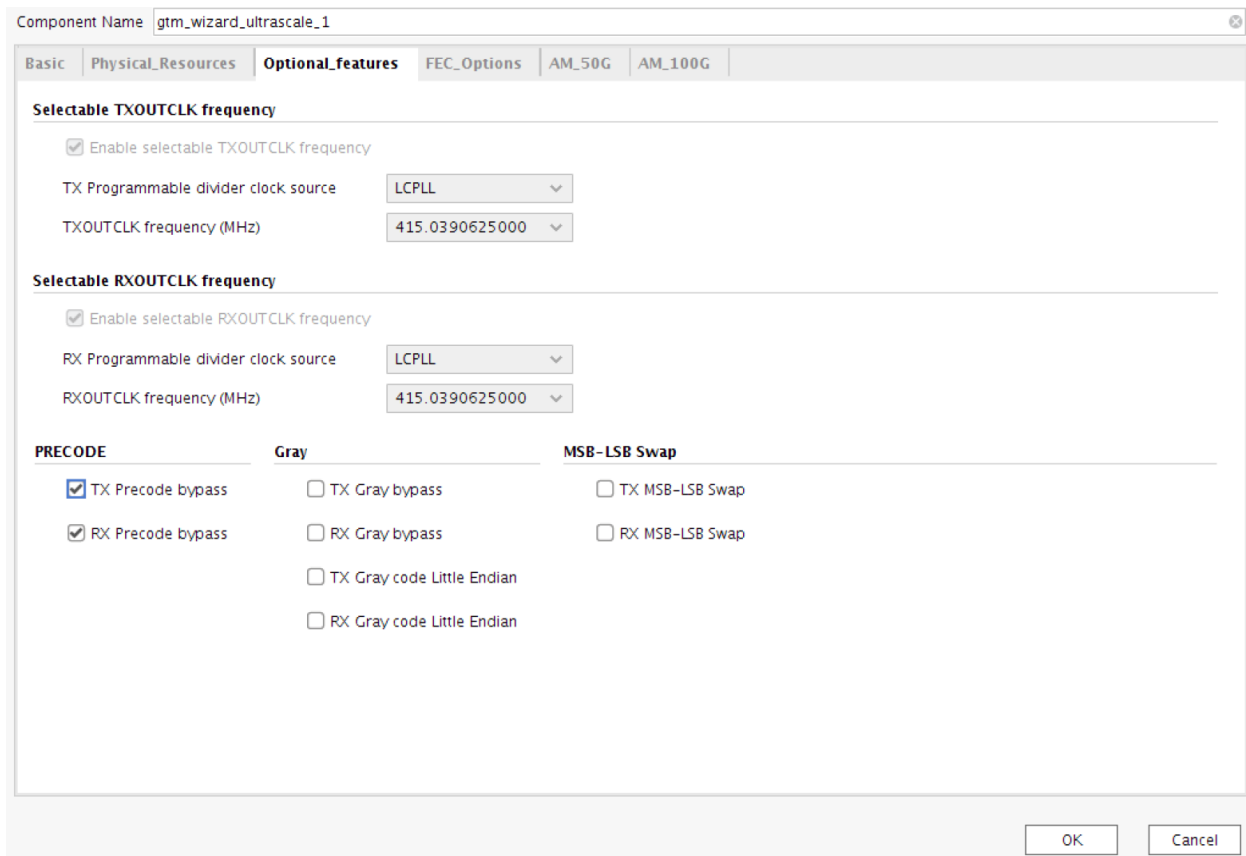 Component Name gtm_wizard_ultrascale_1
Basic Physical_Resources Optional_features FEC_Options AM_50G AM_100G
Selectable TXOUTCLK frequency
Enable selectable TXOUTCLK frequency
TX Programmable divider clock source LCPLL
TXOUTCLK frequency (MHz) 415.0390625000
Selectable RXOUTCLK frequency
Enable selectable RXOUTCLK frequency
RX Programmable divider clock source LCPLL
RXOUTCLK frequency (MHz) 415.0390625000
PRECODE Gray MSB-LSB Swap
TX Precode bypass TX Gray bypass TX MSB-LSB Swap
RX Precode bypass RX Gray bypass RX MSB-LSB Swap
TX Gray code Little Endian
RX Gray code Little Endian
OK Cancel